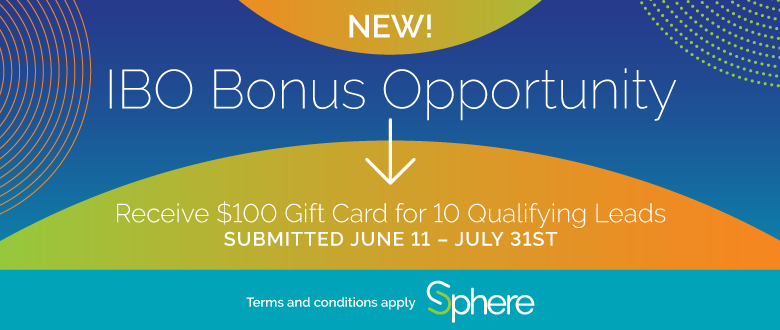 NEW!
IBO Bonus Opportunity
Receive $100 Gift Card for 10 Qualifying Leads
SUBMITTED JUNE 11 – JULY 31ST
Terms and conditions apply Sphere